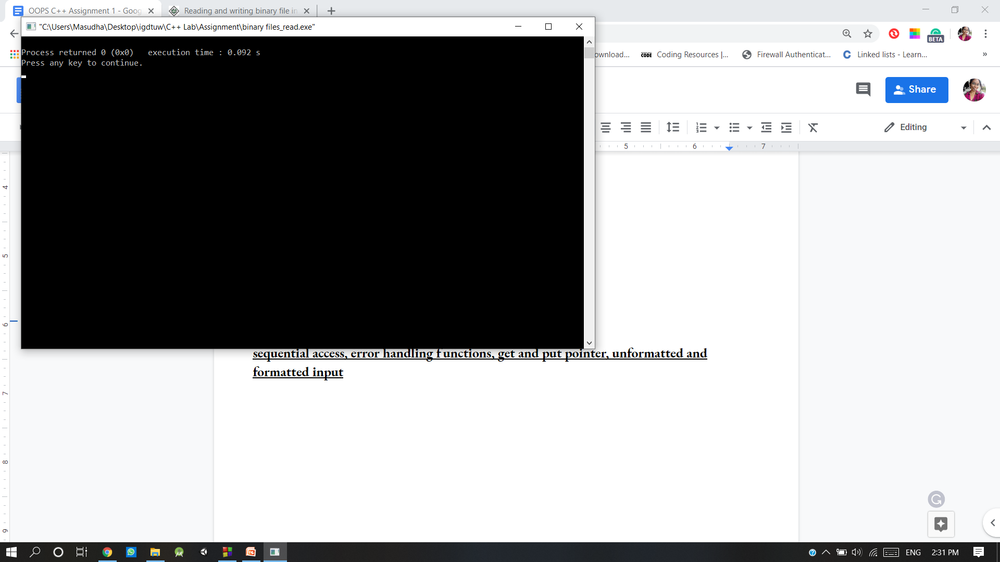 OOPS C++ Assignment 1 - Goog
Reading and writing binary file in
"C:\Users\Masudha\Desktop\igdtuw\C++ Lab\Assignment\binary files_read.exe"
BETA
Process returned 0 (0x0)   execution time : 0.092 s
Press any key to continue.
CODE
Coding Resources |...
Firewall Authenticat...
Linked lists - Learn...
»
Share
Editing
5 6 7
4
5
6
7
8
9
sequential access, error handling functions, get and put pointer, unformatted and
formatted input
ENG
2:31 PM